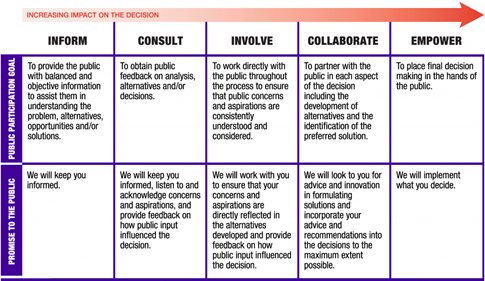 INCREASING IMPACT ON THE DECISION
INFORM
CONSULT
INVOLVE
COLLABORATE
EMPOWER
PUBLIC PARTICIPATION GOAL
To provide the public
with balanced and
objective information
to assist them in
understanding the
problem, alternatives,
opportunities and/or
solutions.
To obtain public
feedback on analysis,
alternatives and/or
decisions.
To work directly with
the public throughout
the process to ensure
that public concerns
and aspirations are
consistently
understood and
considered.
To partner with the
public in each aspect
of the decision
including the
development of
alternatives and the
identification of the
preferred solution.
To place final decision
making in the hands of
the public.
PROMISE TO THE PUBLIC
We will keep you
informed.
We will keep you
informed, listen to and
acknowledge concerns
and aspirations, and
provide feedback on
how public input
influenced the
decision.
We will work with you
to ensure that your
concerns and
aspirations are
directly reflected in
the alternatives
developed and provide
feedback on how
public input influenced
the decision.
We will look to you for
advice and innovation
in formulating
solutions and
incorporate your
advice and
recommendations into
the decisions to the
maximum extent
possible.
We will implement
what you decide.